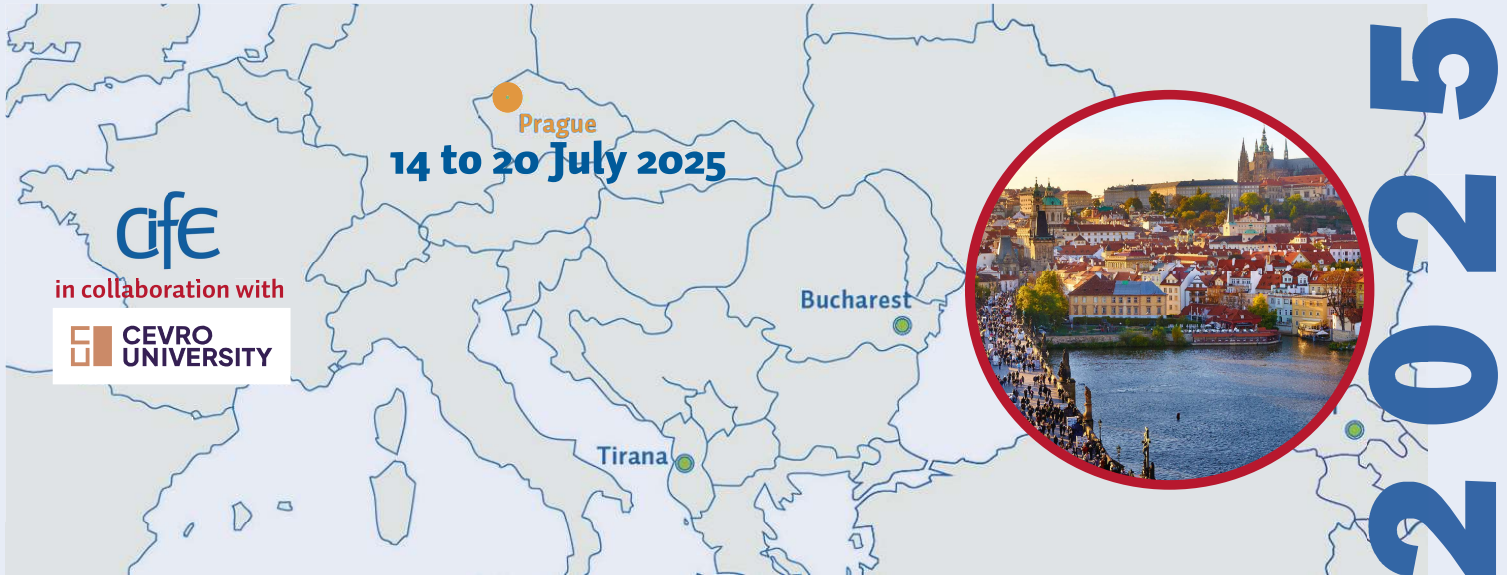 Prague
14 to 20 July 2025
CifE
in collaboration with
CEVRO
UNIVERSITY
Bucharest
Tirana
2025